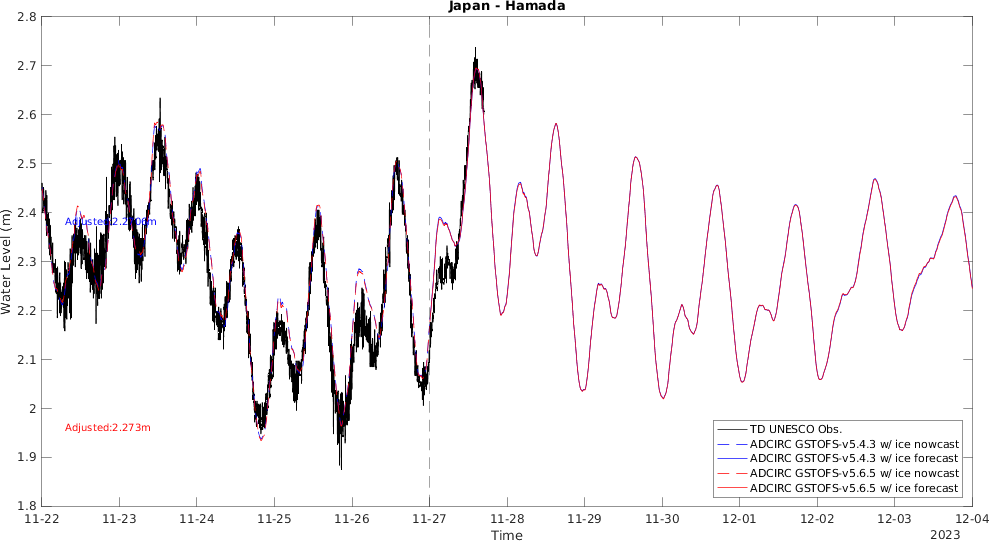 Japan - Hamada
Water Level (m)
2.8
2.7
2.6
2.5
2.4
2.3
2.2
2.1
2
1.9
1.8
Adjusted:2.2706m
Adjusted:2.273m
TD UNESCO Obs.
ADCIRC GSTOFS-v5.4.3 w/ ice nowcast
ADCIRC GSTOFS-v5.4.3 w/ ice forecast
ADCIRC GSTOFS-v5.6.5 w/ ice nowcast
ADCIRC GSTOFS-v5.6.5 w/ ice forecast
11-22 11-23 11-24 11-25 11-26 11-27 11-28 11-29 11-30 12-01 12-02 12-03 12-04
Time
2023